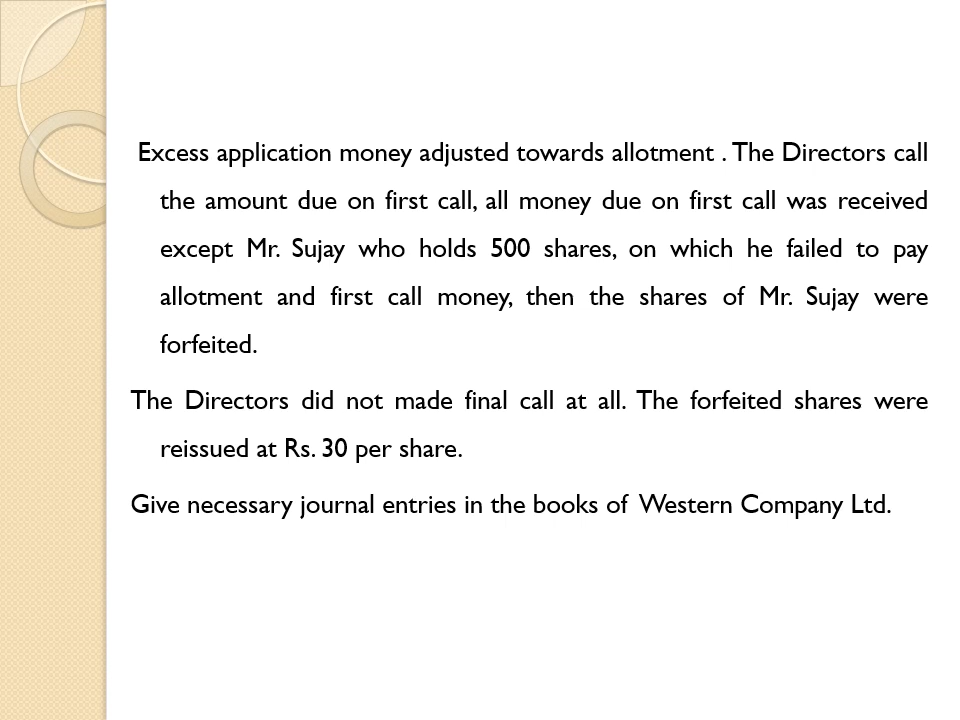 Excess application money adjusted towards allotment . The Directors call
the amount due on first call, all money due on first call was received
except Mr. Sujay who holds 500 shares, on which he failed to pay
allotment and first call money, then the shares of Mr. Sujay were
forfeited.
The Directors did not made final call at all. The forfeited shares were
reissued at Rs. 30 per share.
Give necessary journal entries in the books of Western Company Ltd.